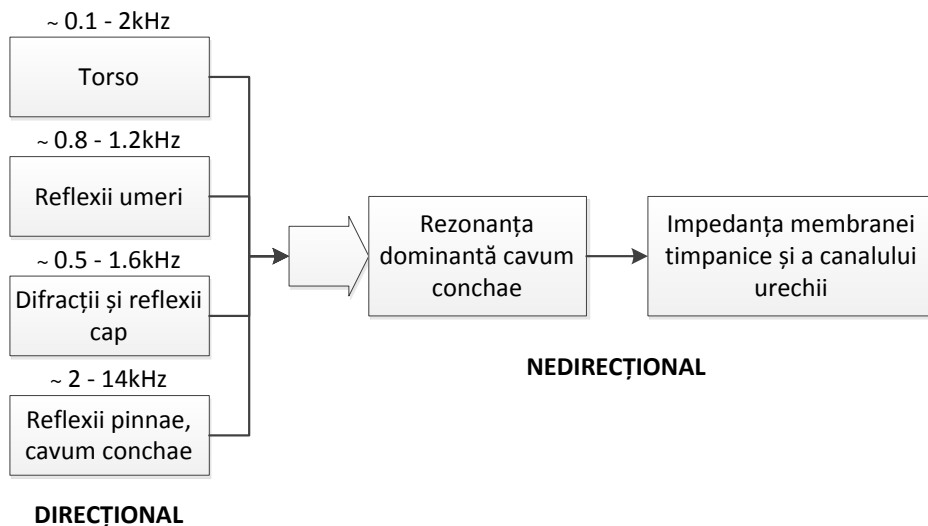 ~ 0.1 - 2kHz
Torso
~ 0.8 - 1.2kHz
Reflexii umeri
~ 0.5 - 1.6kHz
Difracții și reflexii
cap
~ 2 - 14kHz
Reflexii pinnae,
cavum conchae
DIRECȚIONAL
Rezonanța
dominantă cavum
conchae
Impedanța membranei
timpanice și a canalului
urechii
NEDIRECȚIONAL